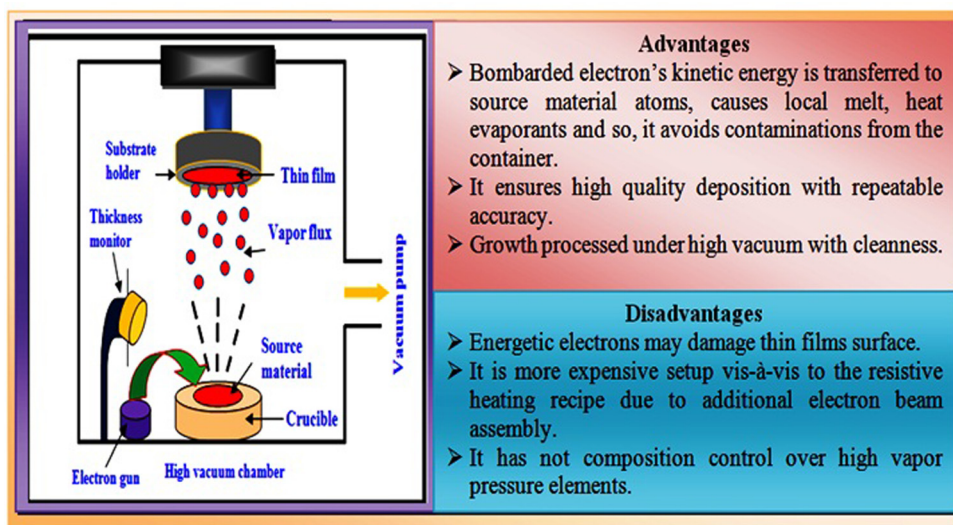 Substrate
holder
Thin film
Thickness
monitor
Vapor flux
Vacuum pump
Source
material
Crucible
Electron gun
High vacuum chamber
Advantages
➢ Bombarded electron's kinetic energy is transferred to
source material atoms, causes local melt, heat
evaporants and so, it avoids contaminations from the
container.
➢ It ensures high quality deposition with repeatable
accuracy.
➢ Growth processed under high vacuum with cleanness.
Disadvantages
➢ Energetic electrons may damage thin films surface.
➢ It is more expensive setup vis-à-vis to the resistive
heating recipe due to additional electron beam
assembly.
➢ It has not composition control over high vapor
pressure elements.